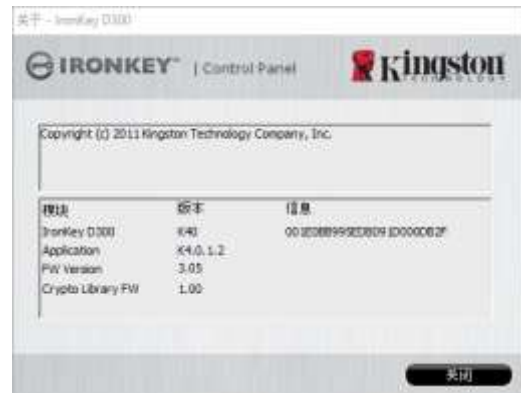 关于 - IronKey D300
IRONKEY™ | Control Panel
Kingston
TECHNOLOGY
Copyright (c) 2011 Kingston Technology Company, Inc.
模块 版本 信息
IronKey D300 K40
Application K4.0.1.2
FW Version 3.05
Crypto Library FW 1.00
关闭